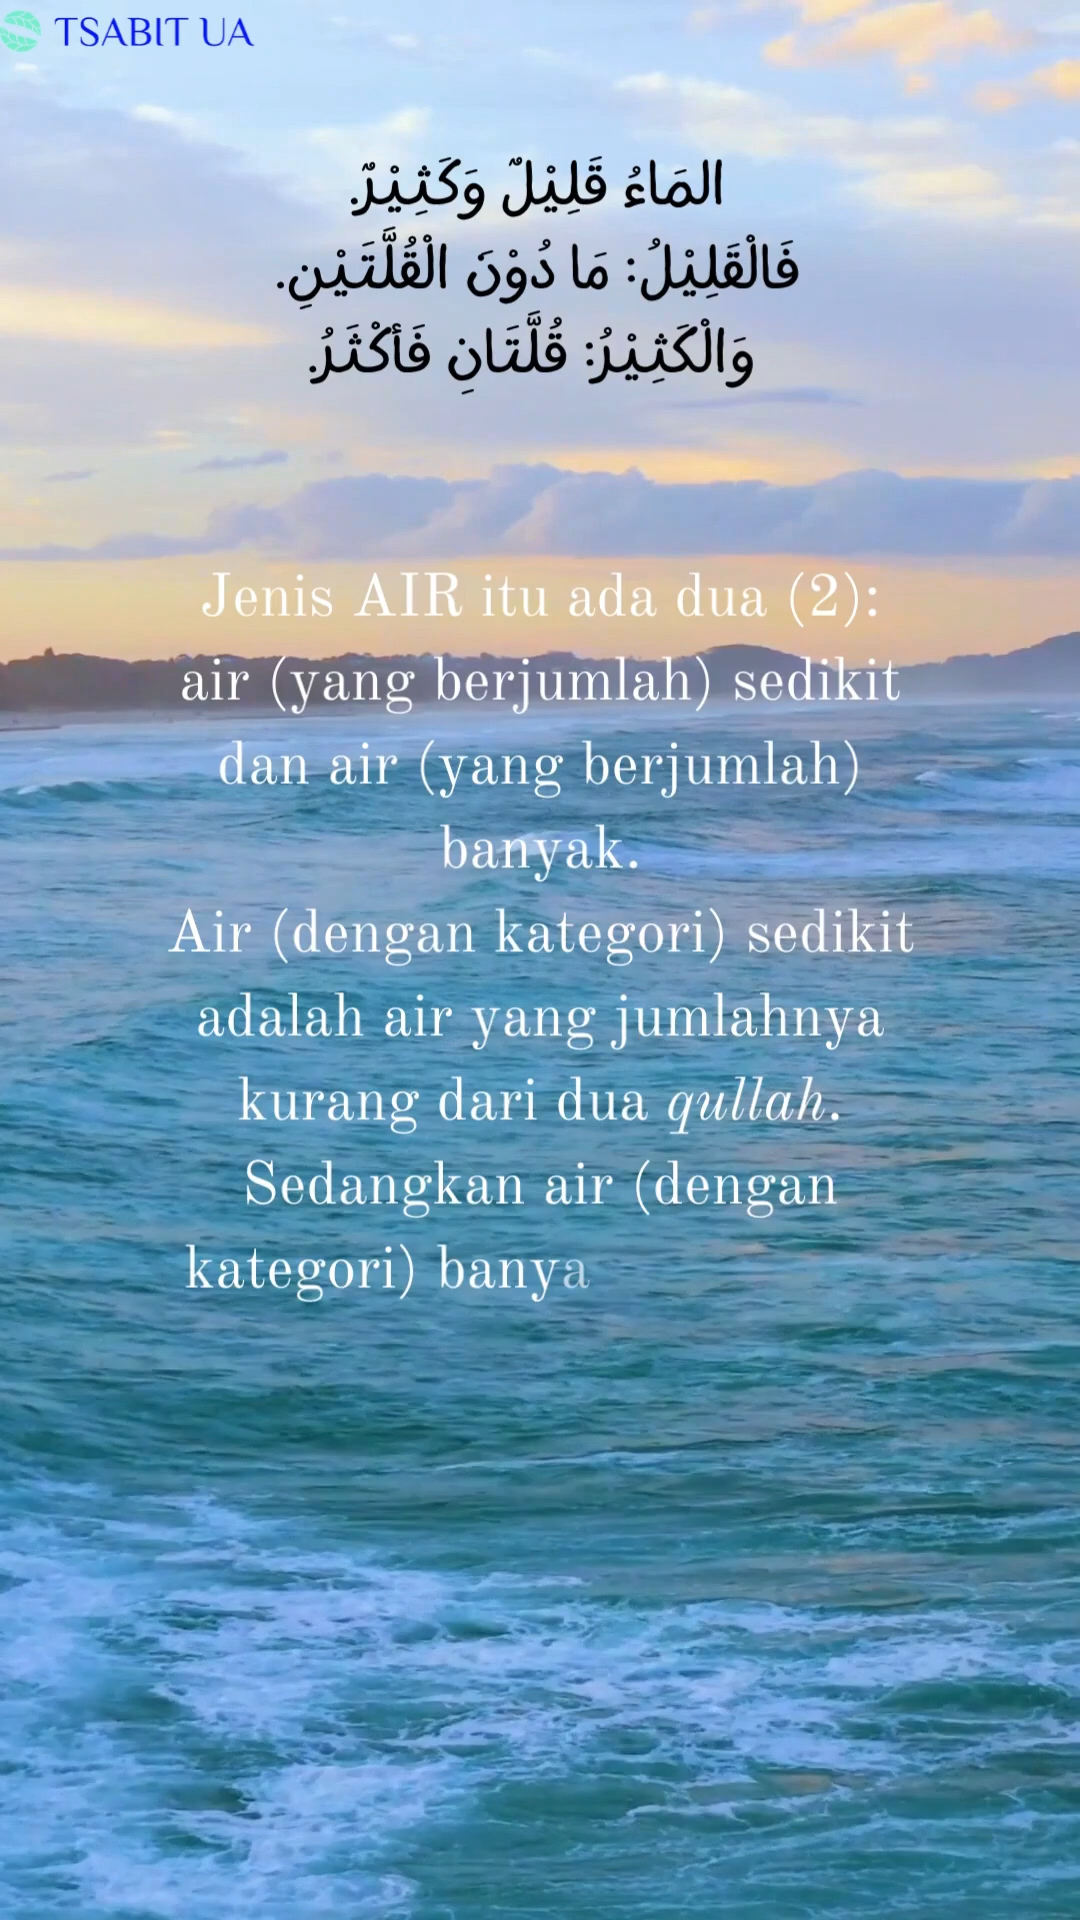 TSABIT UA
المَاءُ قَلِيْلٌ وَكَثِيْرٌ.
فَالْقَلِيْلُ: مَا دُوْنَ الْقُلَّتَيْنِ.
وَالْكَثِيْرُ: قُلَّتَانِ فَأكْثَرُ.
Jenis AIR itu ada dua (2):
air (yang berjumlah) sedikit
dan air (yang berjumlah)
banyak.
Air (dengan kategori) sedikit
adalah air yang jumlahnya
kurang dari dua qullah.
Sedangkan air (dengan
kategori) banya